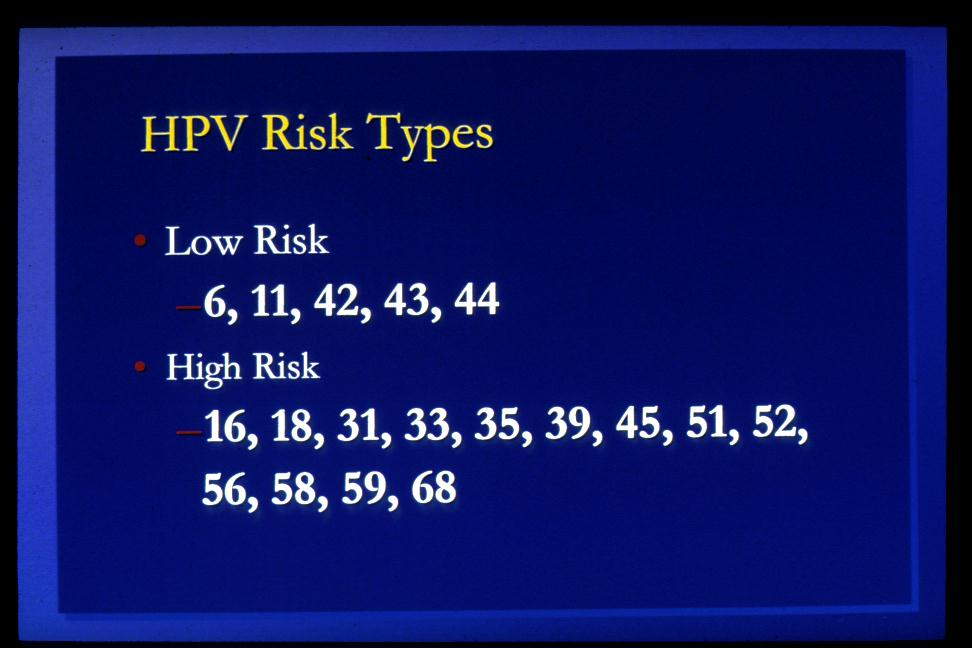 HPV Risk Types
• Low Risk
–6, 11, 42, 43, 44
• High Risk
–16, 18, 31, 33, 35, 39, 45, 51, 52,
56, 58, 59, 68